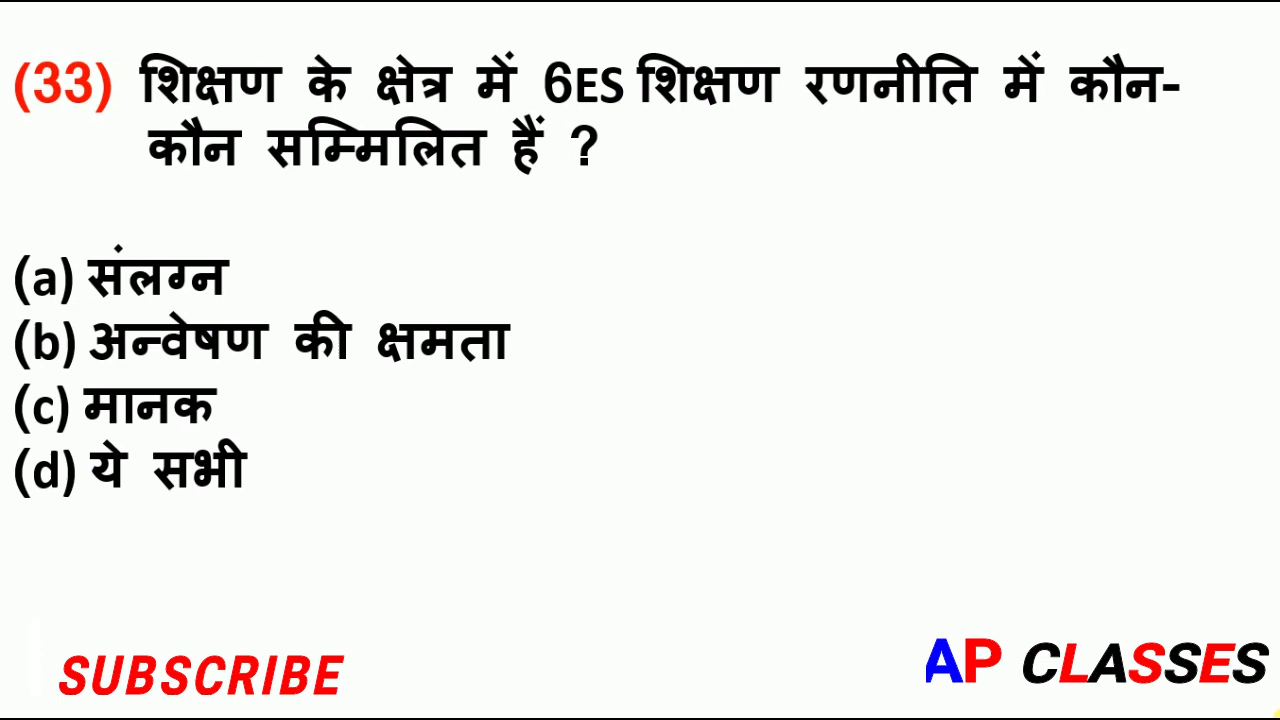 (33) शिक्षण के क्षेत्र में 6ES शिक्षण रणनीति में कौन-
कौन सम्मिलित हैं ?
(a) संलग्न
(b) अन्वेषण की क्षमता
(c) मानक
(d) ये सभी
SUBSCRIBE
AP CLASSES